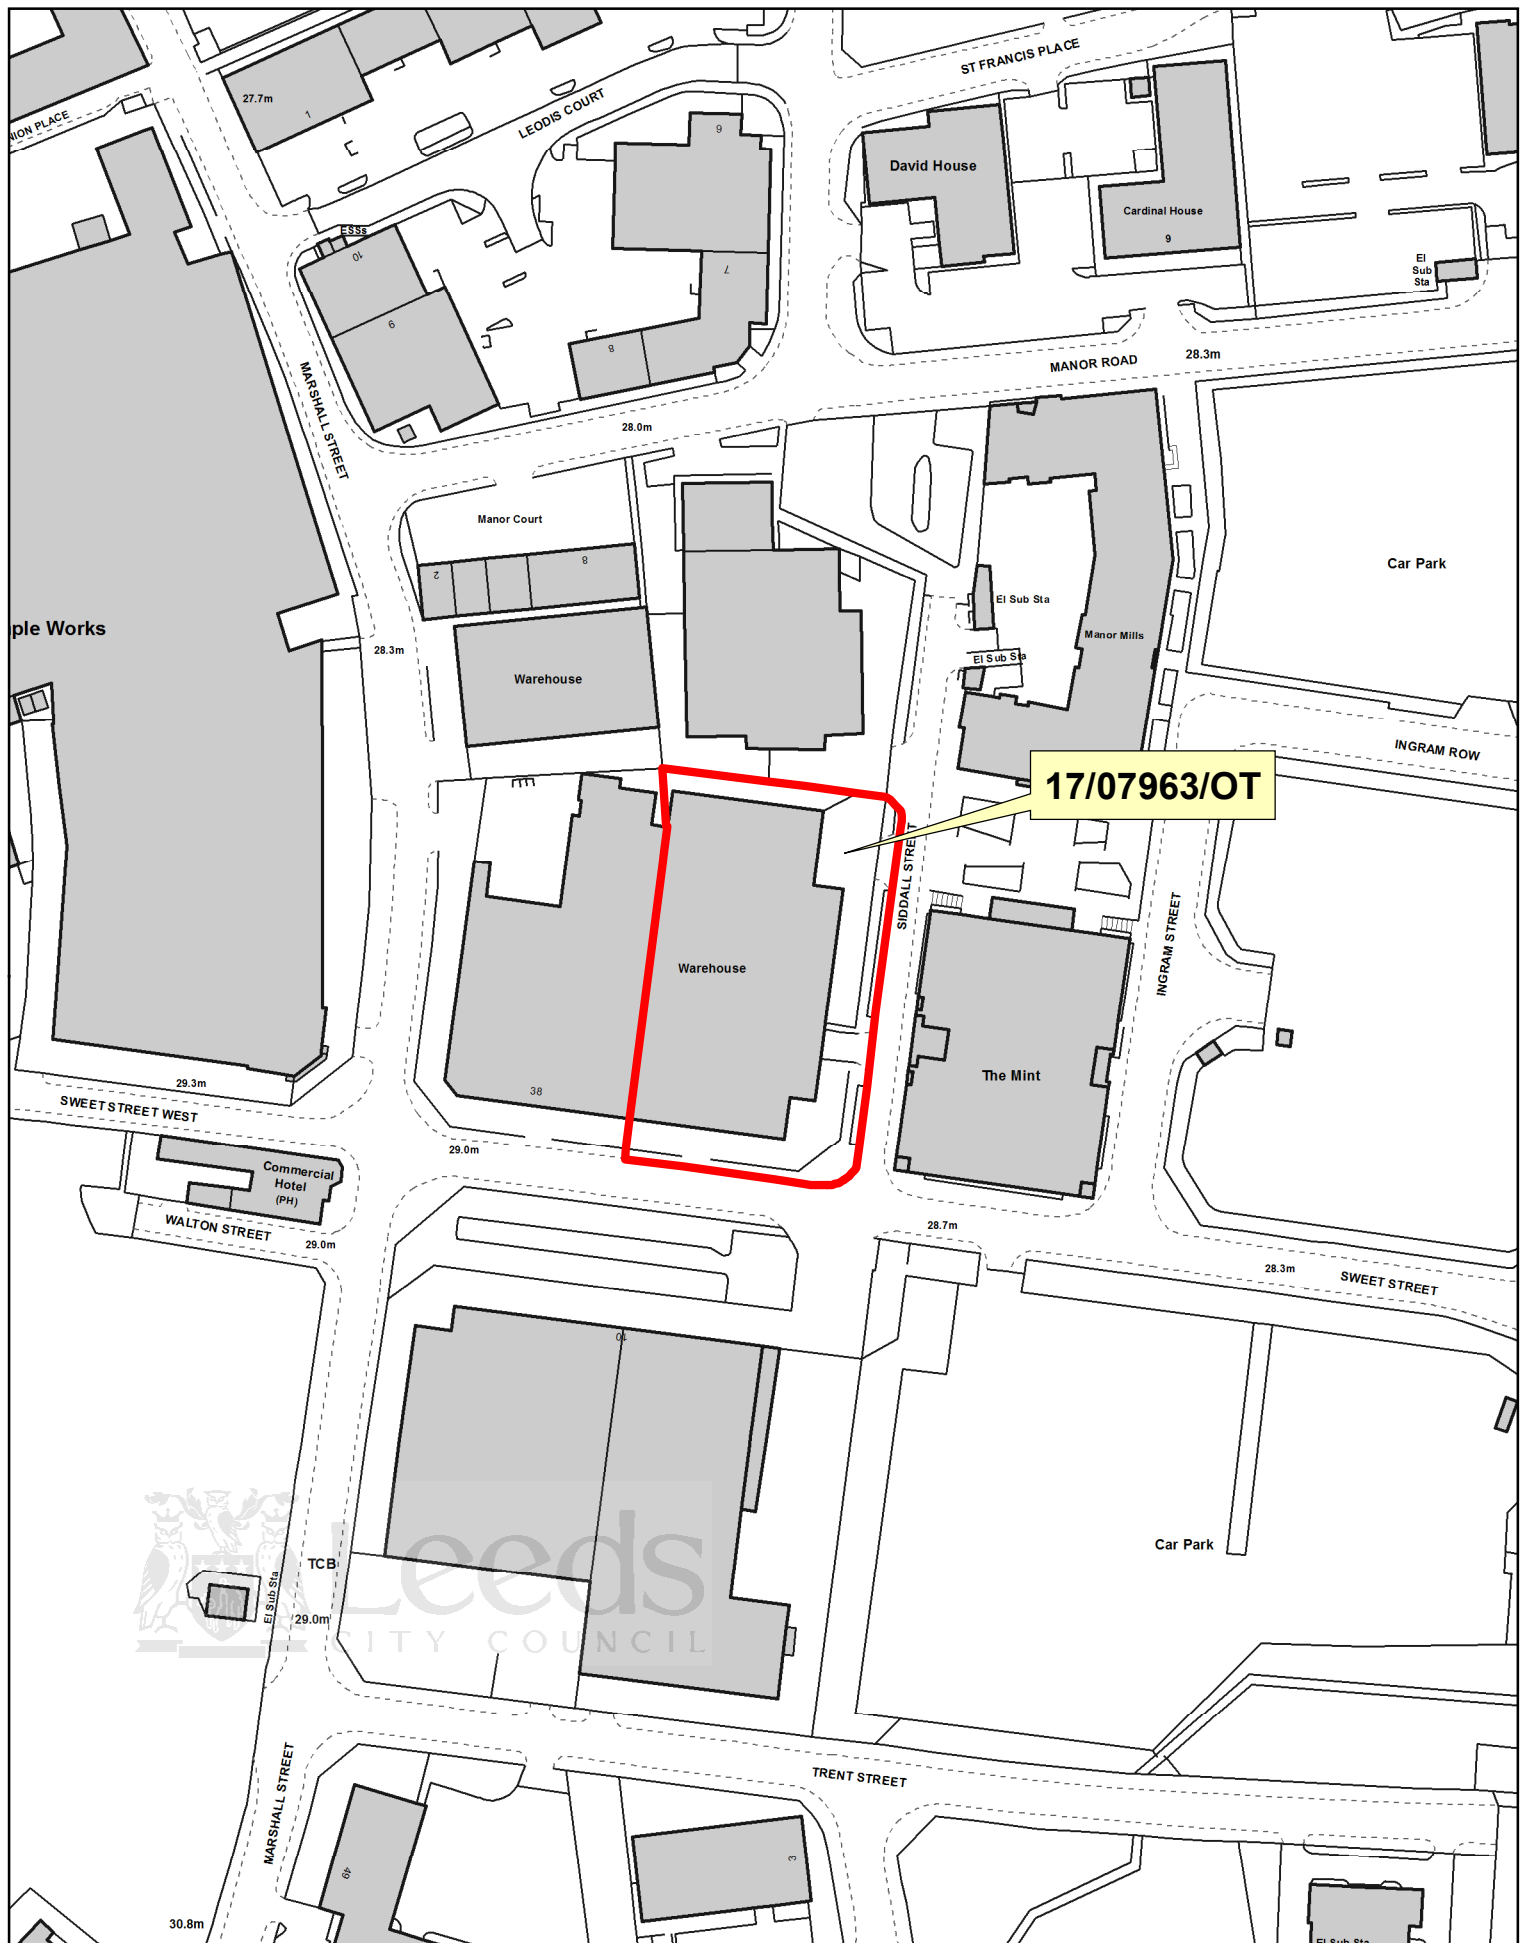 ST FRANCIS PLACE
27.7m
1
LEODIS COURT
NION PLACE
6
David House
Cardinal House
9
ESSs
10
9
7
8
El
Sub
Sta
MANOR ROAD
28.3m
MARSHALL STREET
28.0m
Manor Court
2
8
Car Park
El Sub Sta
ple Works
28.3m
Manor Mills
El Sub Sta
Warehouse
INGRAM ROW
17/07963/OT
SIDDALL STREET
INGRAM STREET
Warehouse
The Mint
38
29.3m
SWEET STREET WEST
29.0m
Commercial
Hotel
(PH)
WALTON STREET
29.0m
28.7m
28.3m
SWEET STREET
10
TCB
El Sub Sta
29.0m
Leeds
CITY COUNCIL
Car Park
MARSHALL STREET
TRENT STREET
49
3
30.8m
El Sub Sta